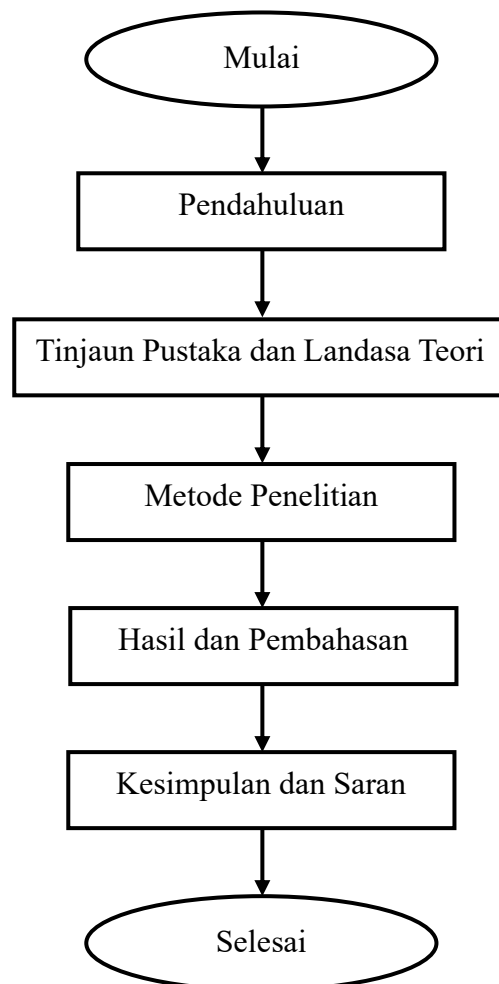 Mulai
Pendahuluan
Tinjaun Pustaka dan Landasa Teori
Metode Penelitian
Hasil dan Pembahasan
Kesimpulan dan Saran
Selesai